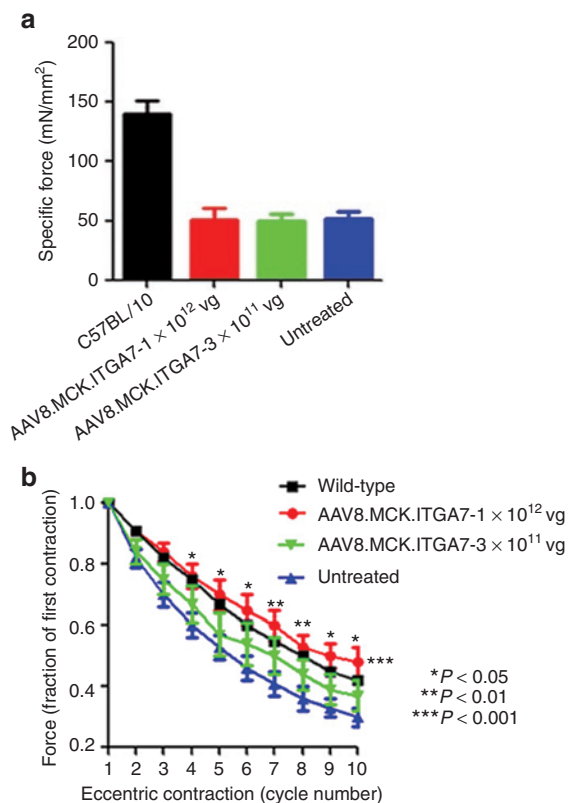 a
Specific force (mN/mm²)
200
150
100
50
0
C57BL/10
AAV8.MCK.ITGA7-1 × 10¹² vg
AAV8.MCK.ITGA7-3 × 10¹¹ vg
Untreated
b
Force (fraction of first contraction)
1.0
0.8
0.6
0.4
0.2
Wild-type
AAV8.MCK.ITGA7-1 × 10¹² vg
AAV8.MCK.ITGA7-3 × 10¹¹ vg
Untreated
* * * ** ** * *
***
*P < 0.05
**P < 0.01
***P < 0.001
1 2 3 4 5 6 7 8 9 10
Eccentric contraction (cycle number)